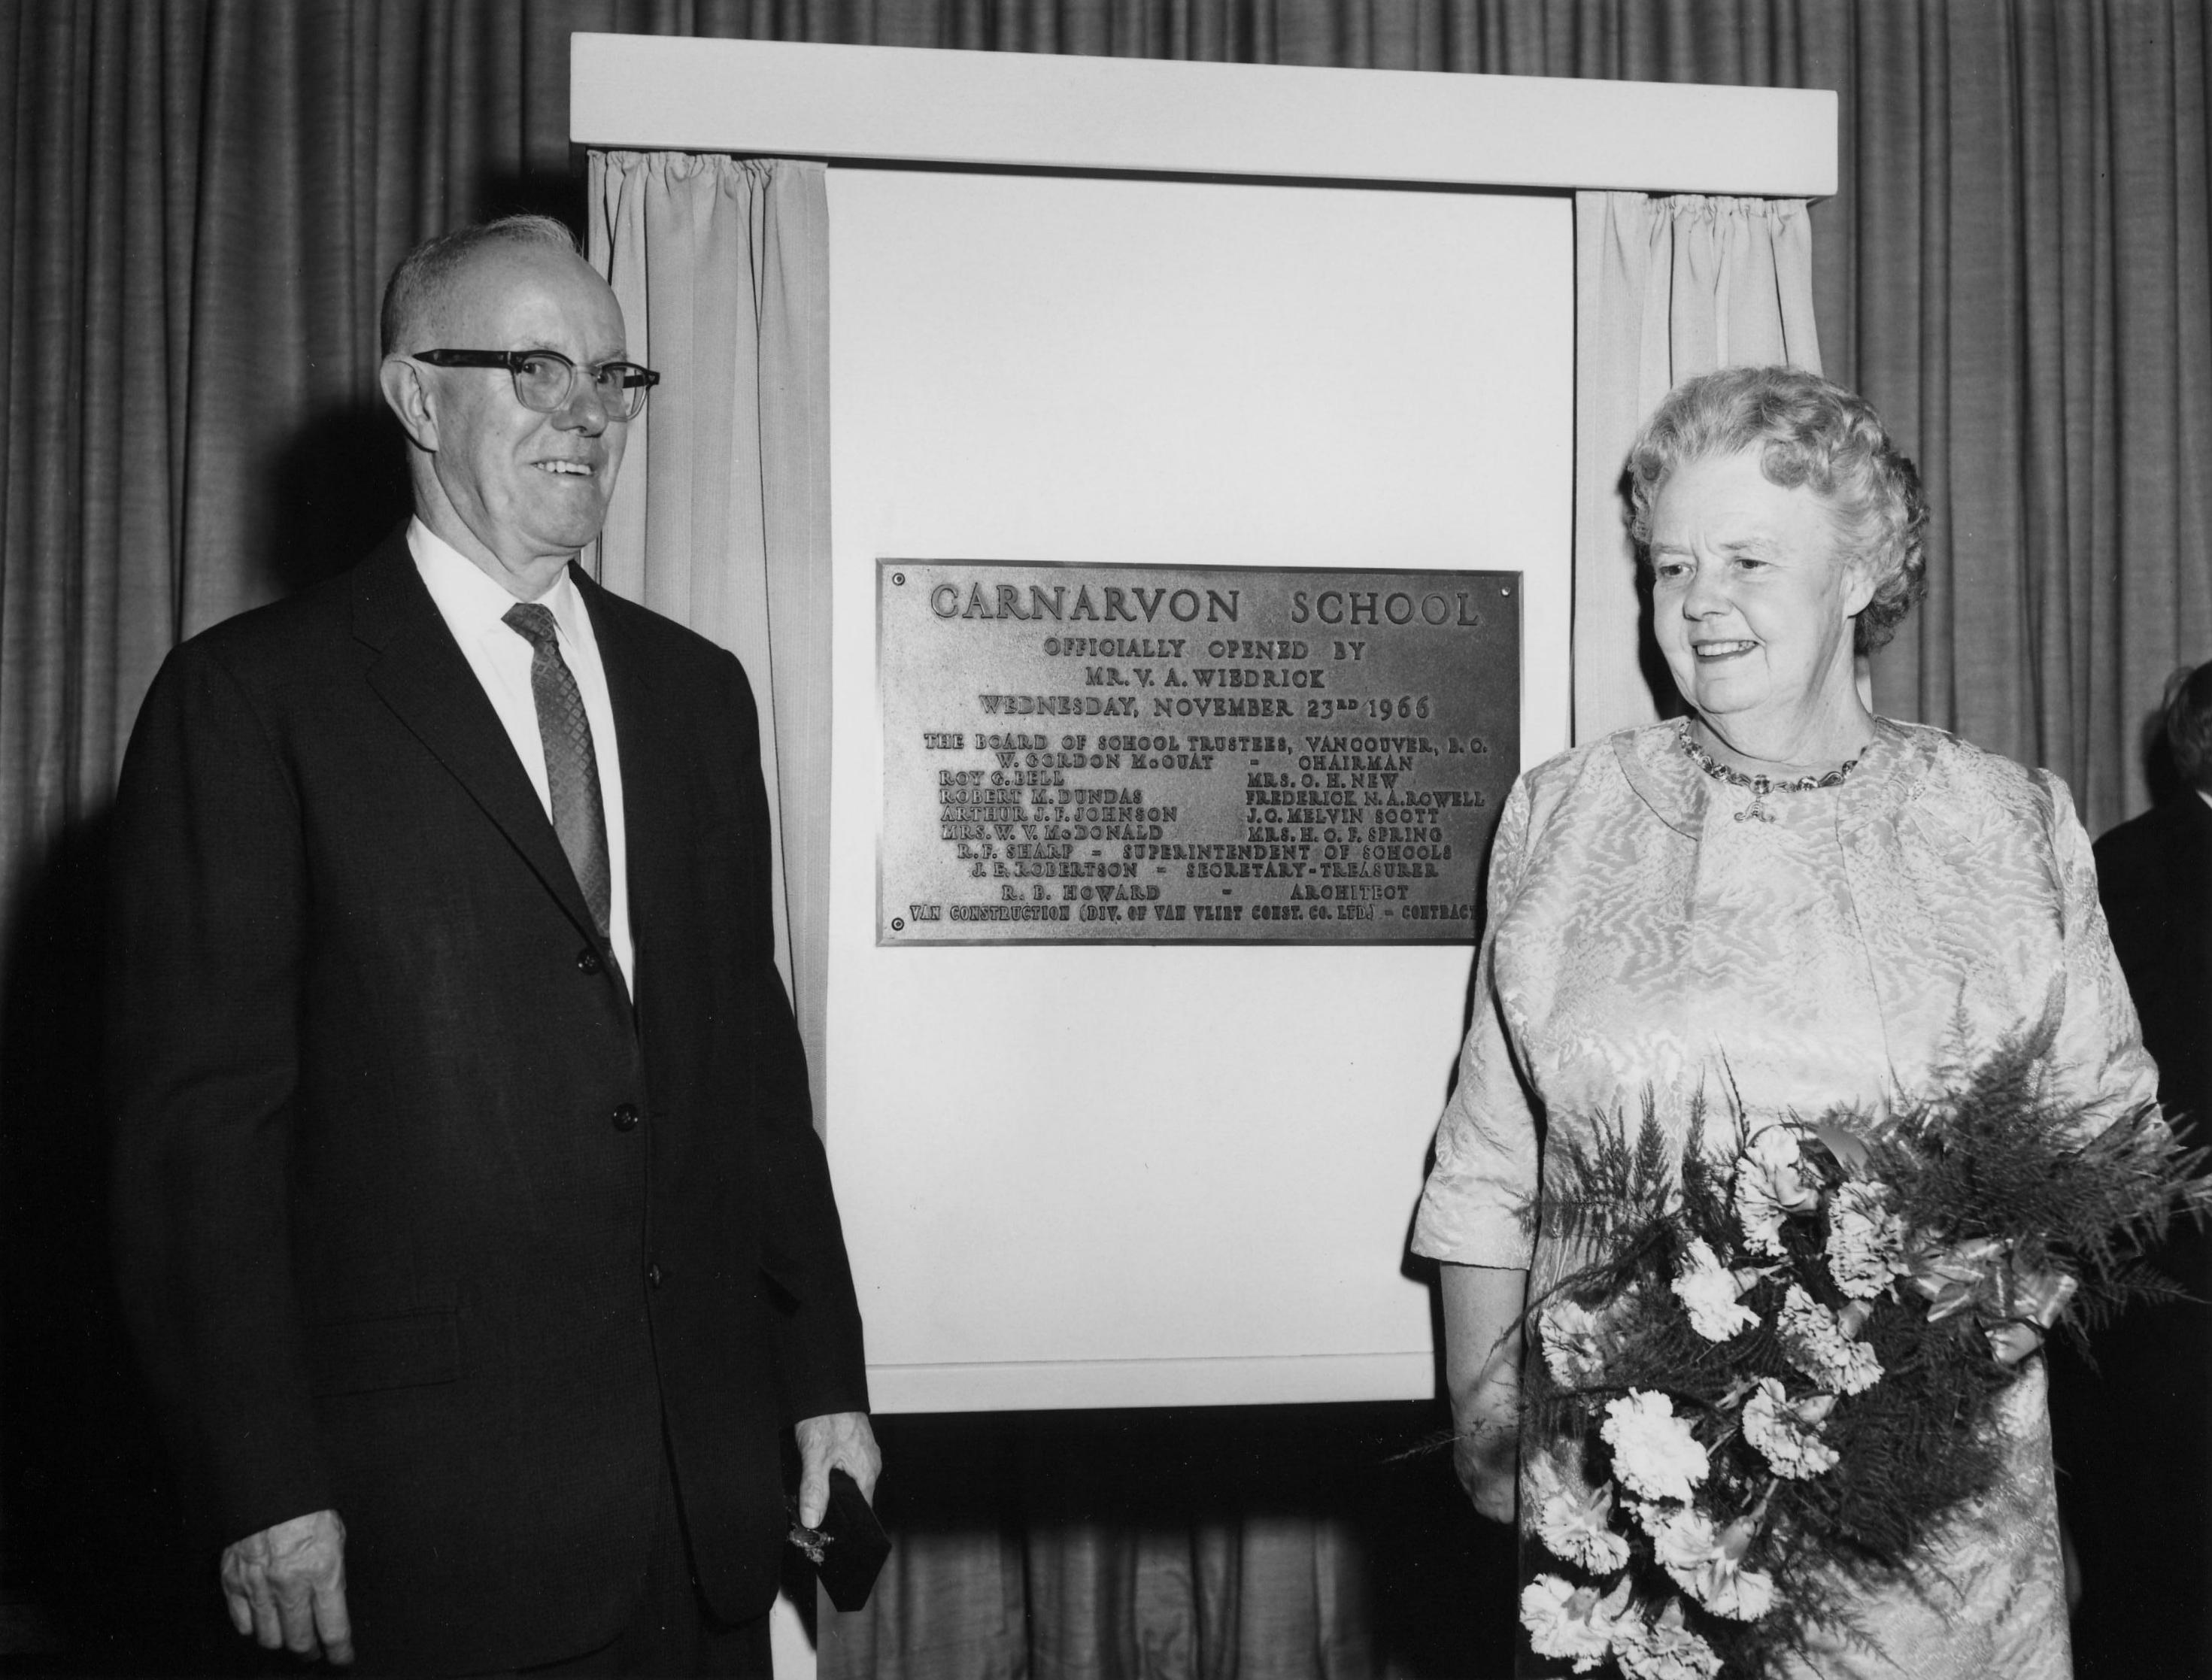 CARNARVON SCHOOL
OFFICIALLY OPENED BY
MR. V. A. WIEDRICK
WEDNESDAY, NOVEMBER 23RD 1966
THE BOARD OF SCHOOL TRUSTEES, VANCOUVER, B. C.
W. GORDON McQUAT - CHAIRMAN
ROY G. BELL MRS. C. H. NEW
ROBERT M. DUNDAS FREDERICK N. A. ROWELL
ARTHUR J. F. JOHNSON J. C. MELVIN SCOTT
MRS. W. V. McDONALD MRS. H. C. F. SPRING
R. F. SHARP - SUPERINTENDENT OF SCHOOLS
J. E. ROBERTSON - SECRETARY-TREASURER
R. B. HOWARD - ARCHITECT
VAN CONSTRUCTION (DIV. OF VAN VLIET CONST. CO. LTD.) - CONTRACT